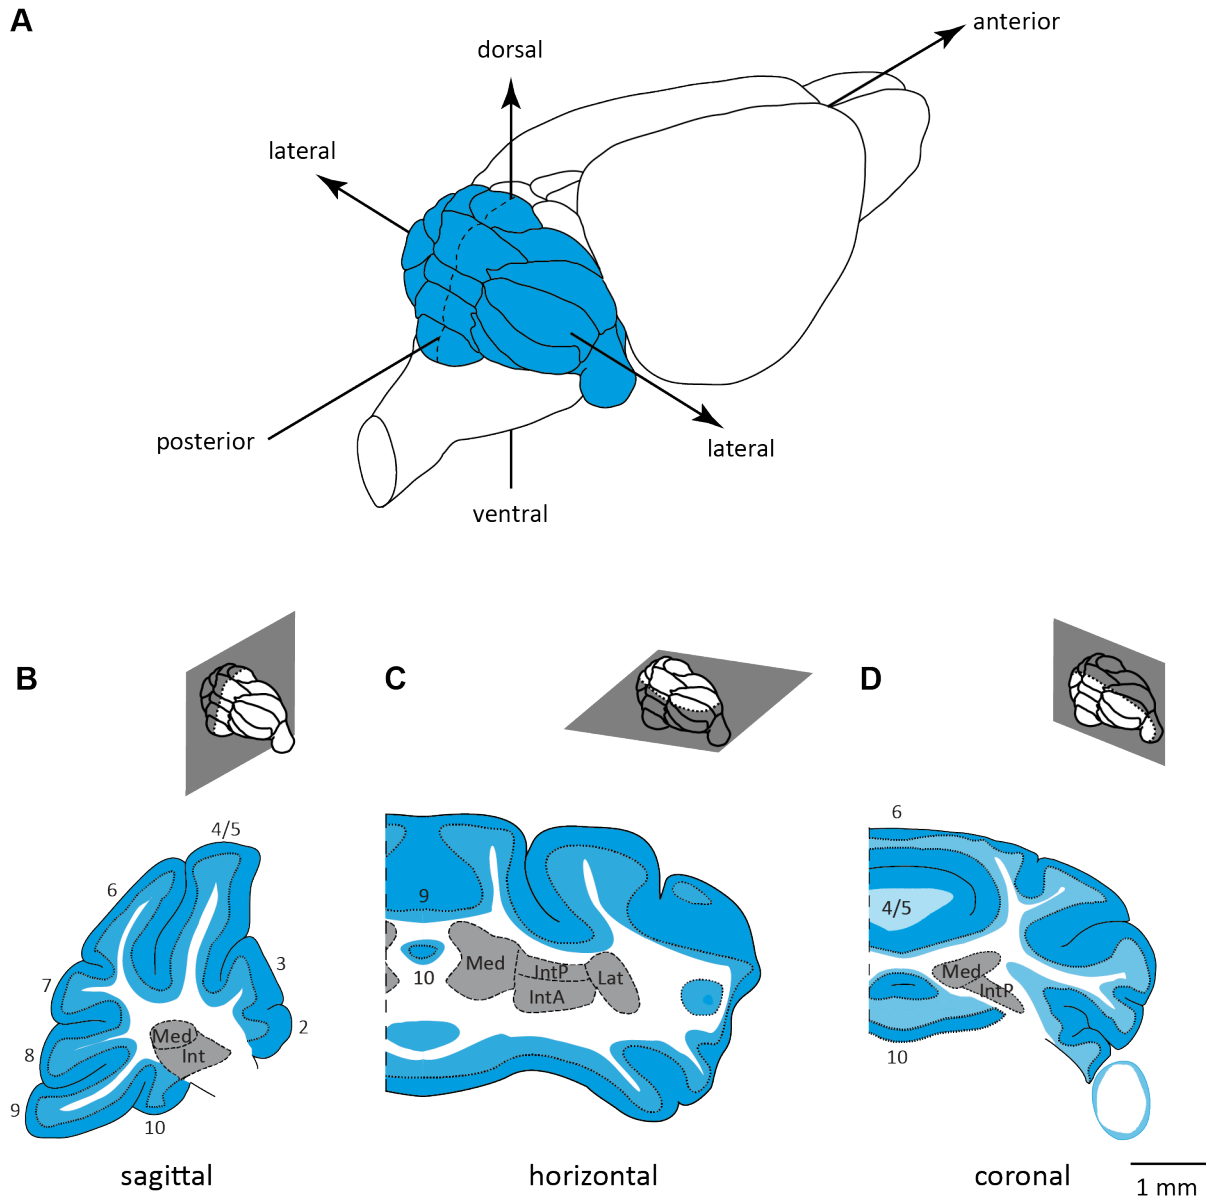 A
anterior
dorsal
lateral
posterior
lateral
ventral
B
C
D
4/5
6
3
7
2
8
9
10
Med
Int
sagittal
9
10
Med
IntP
IntA
Lat
horizontal
6
4/5
Med
IntP
10
coronal
1 mm